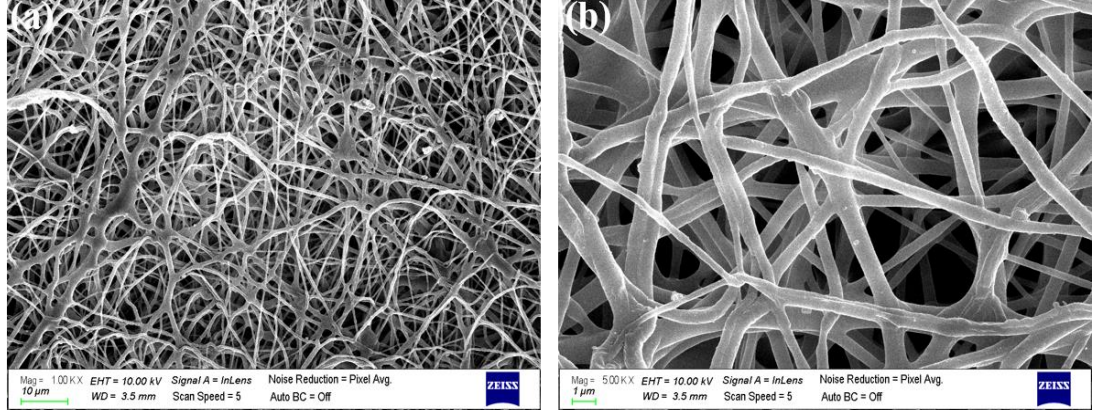 (a)
(b)
Mag = 1.00 K X EHT = 10.00 kV Signal A = InLens Noise Reduction = Pixel Avg.
10 µm WD = 3.5 mm Scan Speed = 5 Auto BC = Off
ZEISS
Mag = 5.00 K X EHT = 10.00 kV Signal A = InLens Noise Reduction = Pixel Avg.
1 µm WD = 3.5 mm Scan Speed = 5 Auto BC = Off
ZEISS